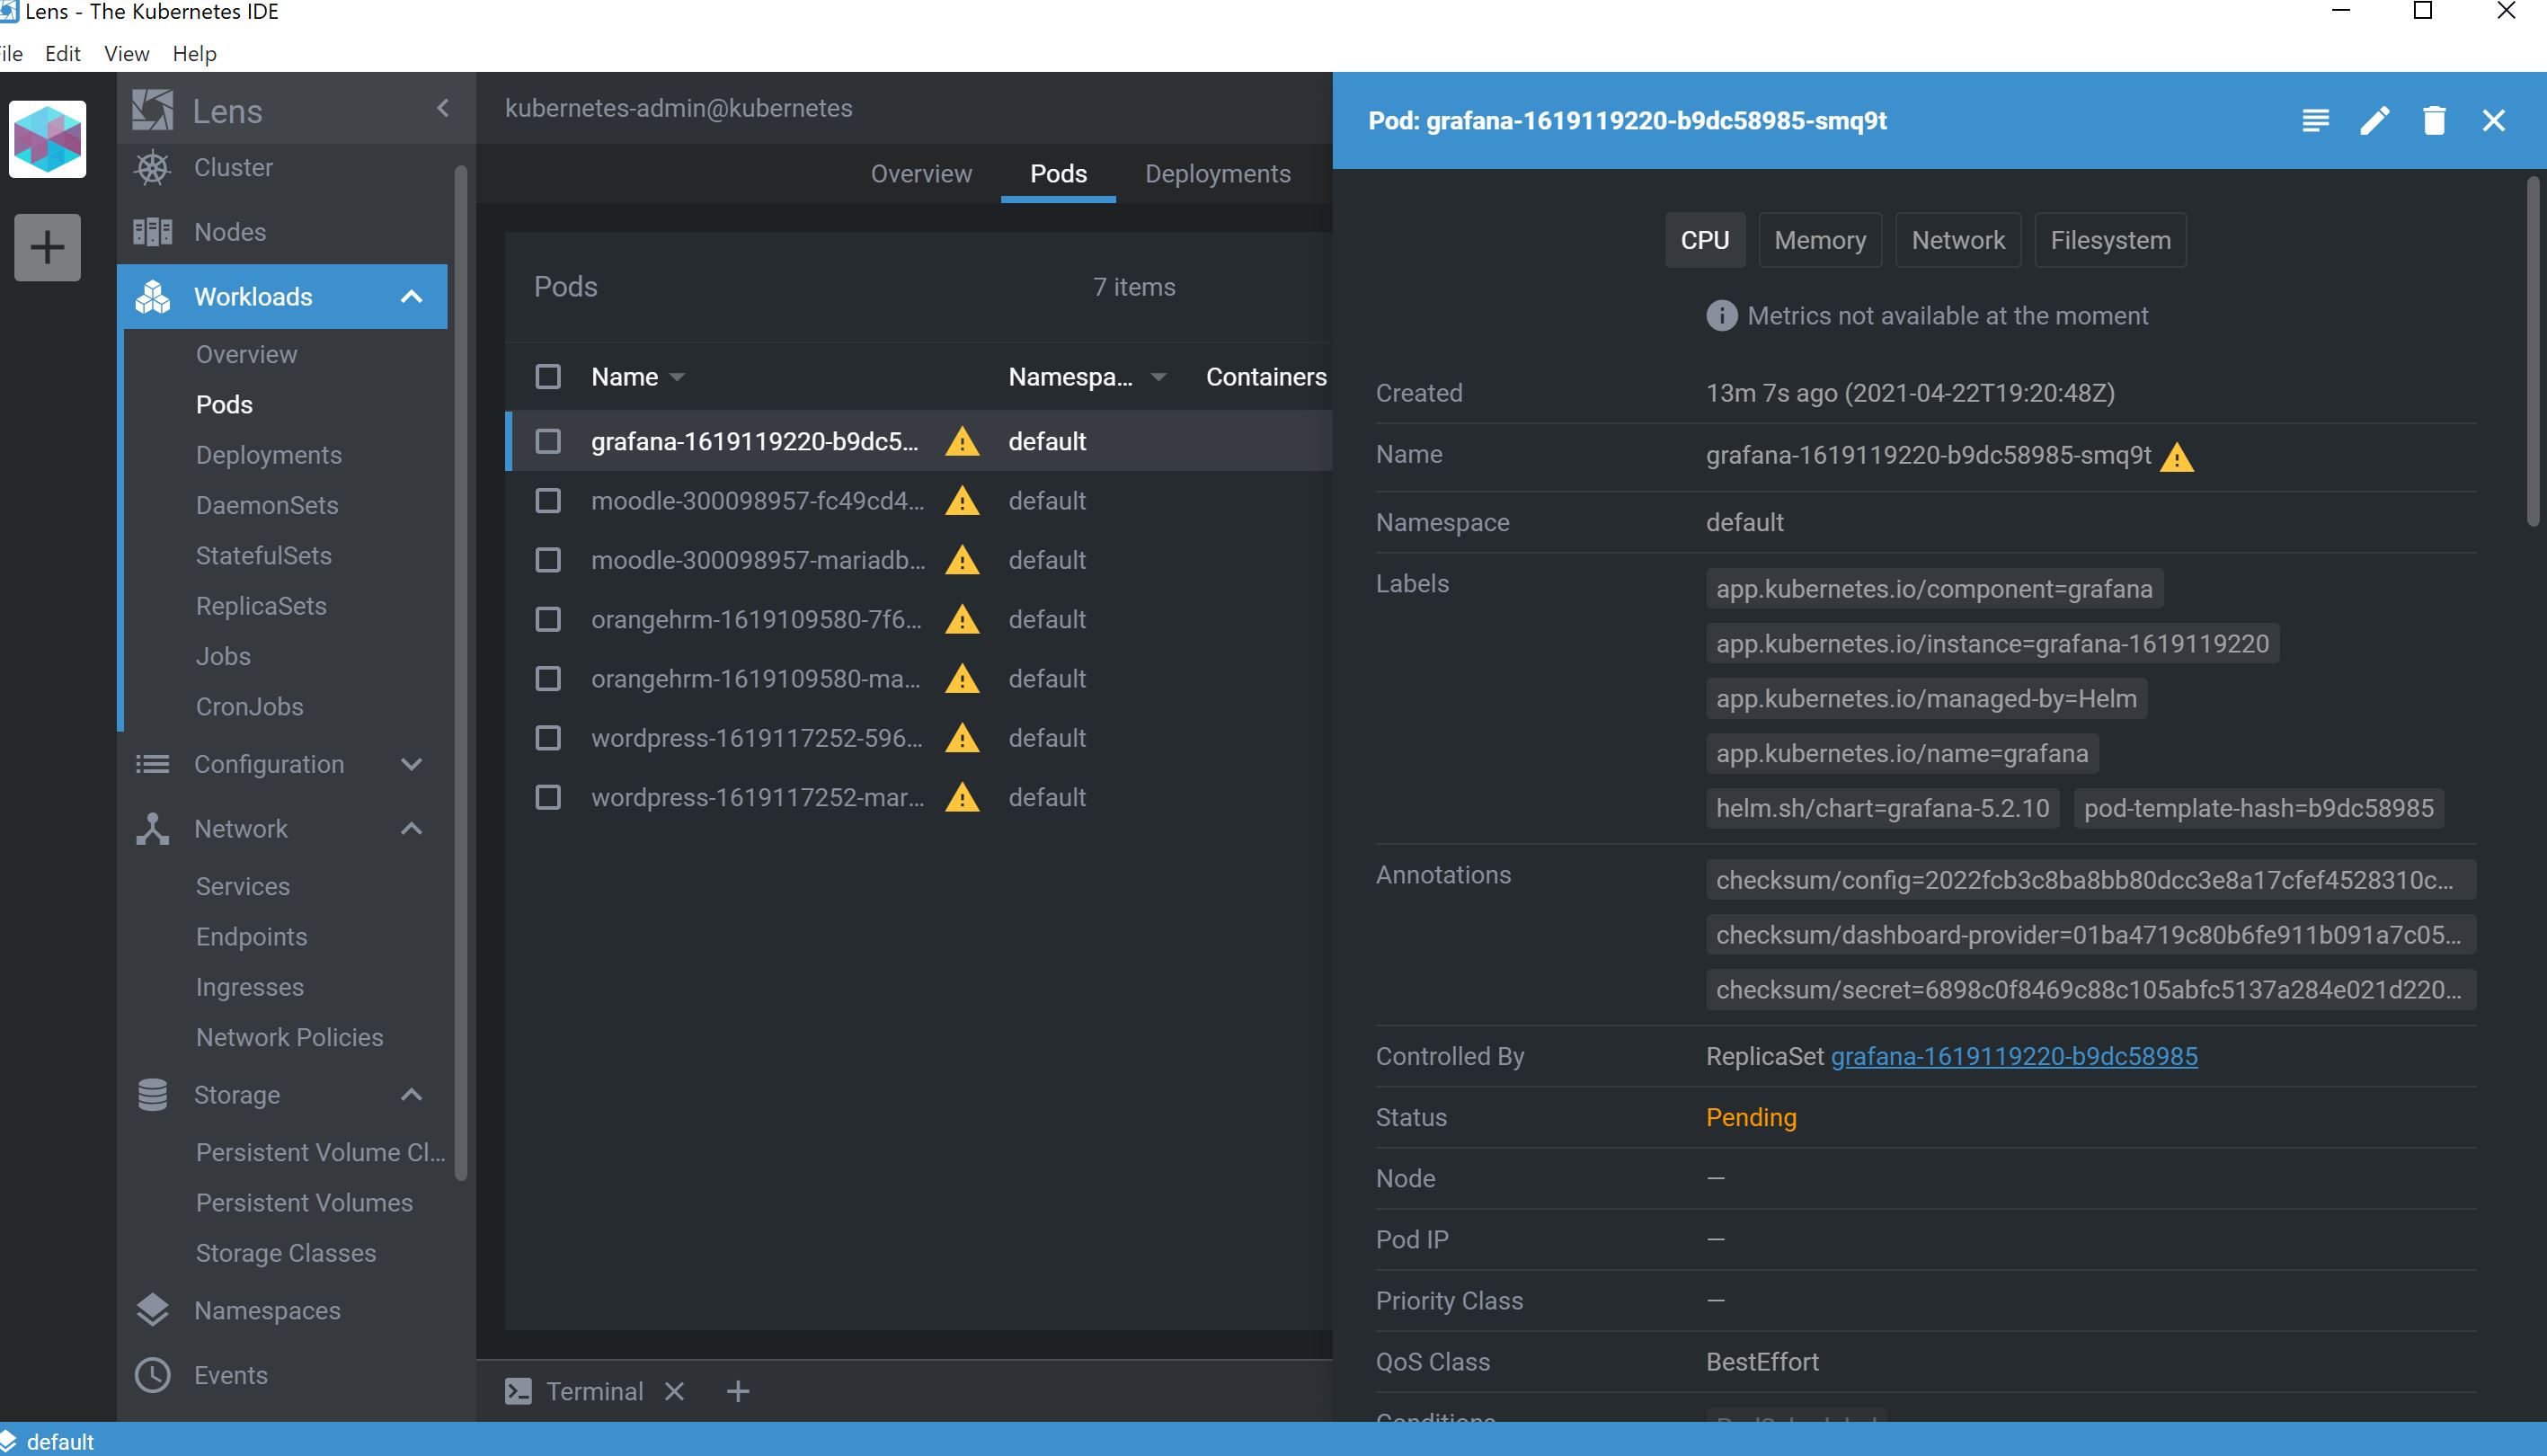 Lens - The Kubernetes IDE
ile Edit View Help
Lens
Cluster
Nodes
Workloads
Overview
Pods
Deployments
DaemonSets
StatefulSets
ReplicaSets
Jobs
CronJobs
Configuration
Network
Services
Endpoints
Ingresses
Network Policies
Storage
Persistent Volume Cl...
Persistent Volumes
Storage Classes
Namespaces
Events
kubernetes-admin@kubernetes
Overview Pods Deployments
Pods 7 items
Name Namespa... Containers
grafana-1619119220-b9dc5... default
moodle-300098957-fc49cd4... default
moodle-300098957-mariadb... default
orangehrm-1619109580-7f6... default
orangehrm-1619109580-ma... default
wordpress-1619117252-596... default
wordpress-1619117252-mar... default
Terminal
Pod: grafana-1619119220-b9dc58985-smq9t
CPU Memory Network Filesystem
Metrics not available at the moment
Created 13m 7s ago (2021-04-22T19:20:48Z)
Name grafana-1619119220-b9dc58985-smq9t
Namespace default
Labels app.kubernetes.io/component=grafana
app.kubernetes.io/instance=grafana-1619119220
app.kubernetes.io/managed-by=Helm
app.kubernetes.io/name=grafana
helm.sh/chart=grafana-5.2.10 pod-template-hash=b9dc58985
Annotations checksum/config=2022fcb3c8ba8bb80dcc3e8a17cfef4528310c...
checksum/dashboard-provider=01ba4719c80b6fe911b091a7c05...
checksum/secret=6898c0f8469c88c105abfc5137a284e021d220...
Controlled By ReplicaSet grafana-1619119220-b9dc58985
Status Pending
Node —
Pod IP —
Priority Class —
QoS Class BestEffort
Conditions
default